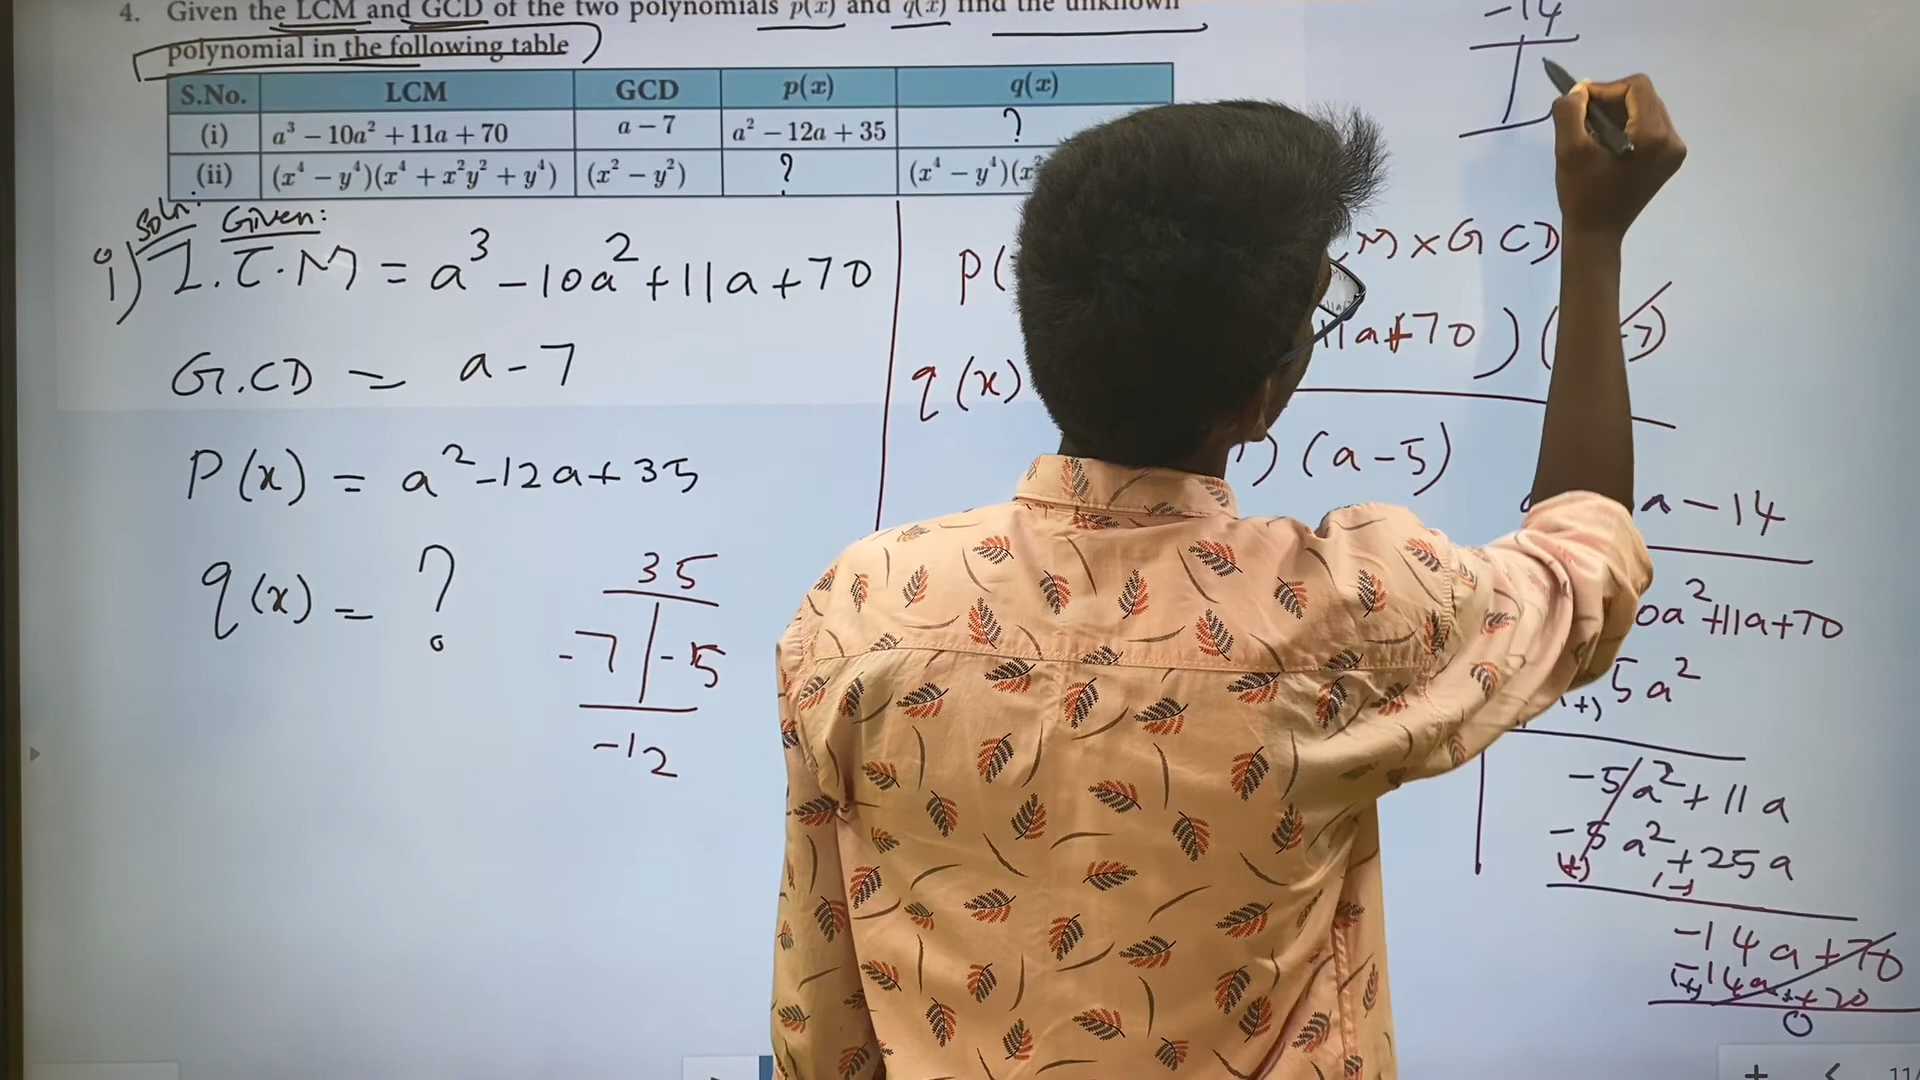 4. Given the LCM and GCD of the two polynomials p(x) and q(x) find the unknown
polynomial in the following table
S.No. LCM GCD p(x) q(x)
(i) a³ − 10a² + 11a + 70 a − 7 a² − 12a + 35 ?
(ii) (x⁴ − y⁴)(x⁴ + x²y² + y⁴) (x² − y²) ? (x⁴ − y⁴)(x²
Soln:
Given:
i) L.C.M = a³ − 10a² + 11a + 70
G.CD = a − 7
P(x) = a² − 12a + 35
q(x) = ?
35
-7 | -5
-12
-14
P( M × G CD
11a+70) ( 7)
q(x)
) (a − 5)
a − 14
0a² + 11a + 70
(+) 5a²
-5a² + 11a
-5a² + 25a
(+) (-)
-14a + 70
-14a + 70
(+)
0